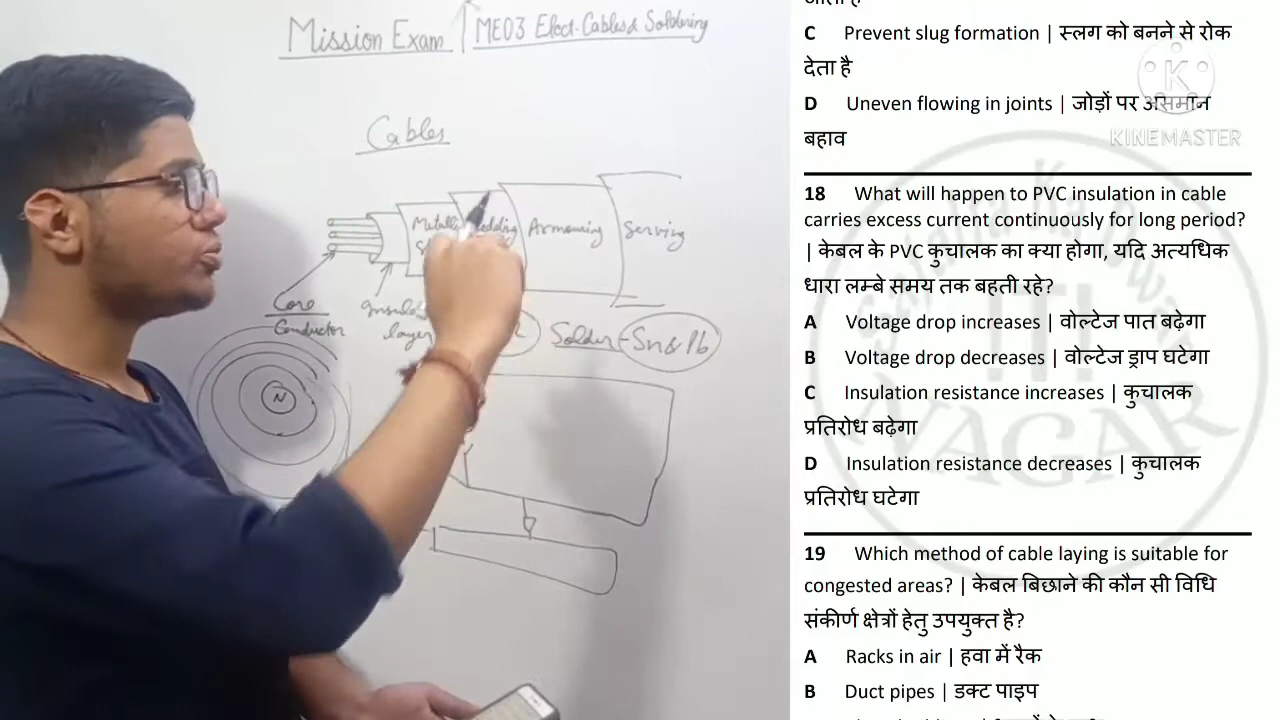 Mission Exam
ME03 Elect. Cables & Soldering
Cables
Metallic
Bedding
Armouring
Serving
Core
Conductor
layer
Solder - Sn & Pb
N
C Prevent slug formation | स्लग को बनने से रोक
देता है
D Uneven flowing in joints | जोड़ों पर असमान
बहाव
KINEMASTER
18 What will happen to PVC insulation in cable
carries excess current continuously for long period?
| केबल के PVC कुचालक का क्या होगा, यदि अत्यधिक
धारा लम्बे समय तक बहती रहे?
A Voltage drop increases | वोल्टेज पात बढ़ेगा
B Voltage drop decreases | वोल्टेज ड्राप घटेगा
C Insulation resistance increases | कुचालक
प्रतिरोध बढ़ेगा
D Insulation resistance decreases | कुचालक
प्रतिरोध घटेगा
19 Which method of cable laying is suitable for
congested areas? | केबल बिछाने की कौन सी विधि
संकीर्ण क्षेत्रों हेतु उपयुक्त है?
A Racks in air | हवा में रैक
B Duct pipes | डक्ट पाइप
ITI
NAGAR